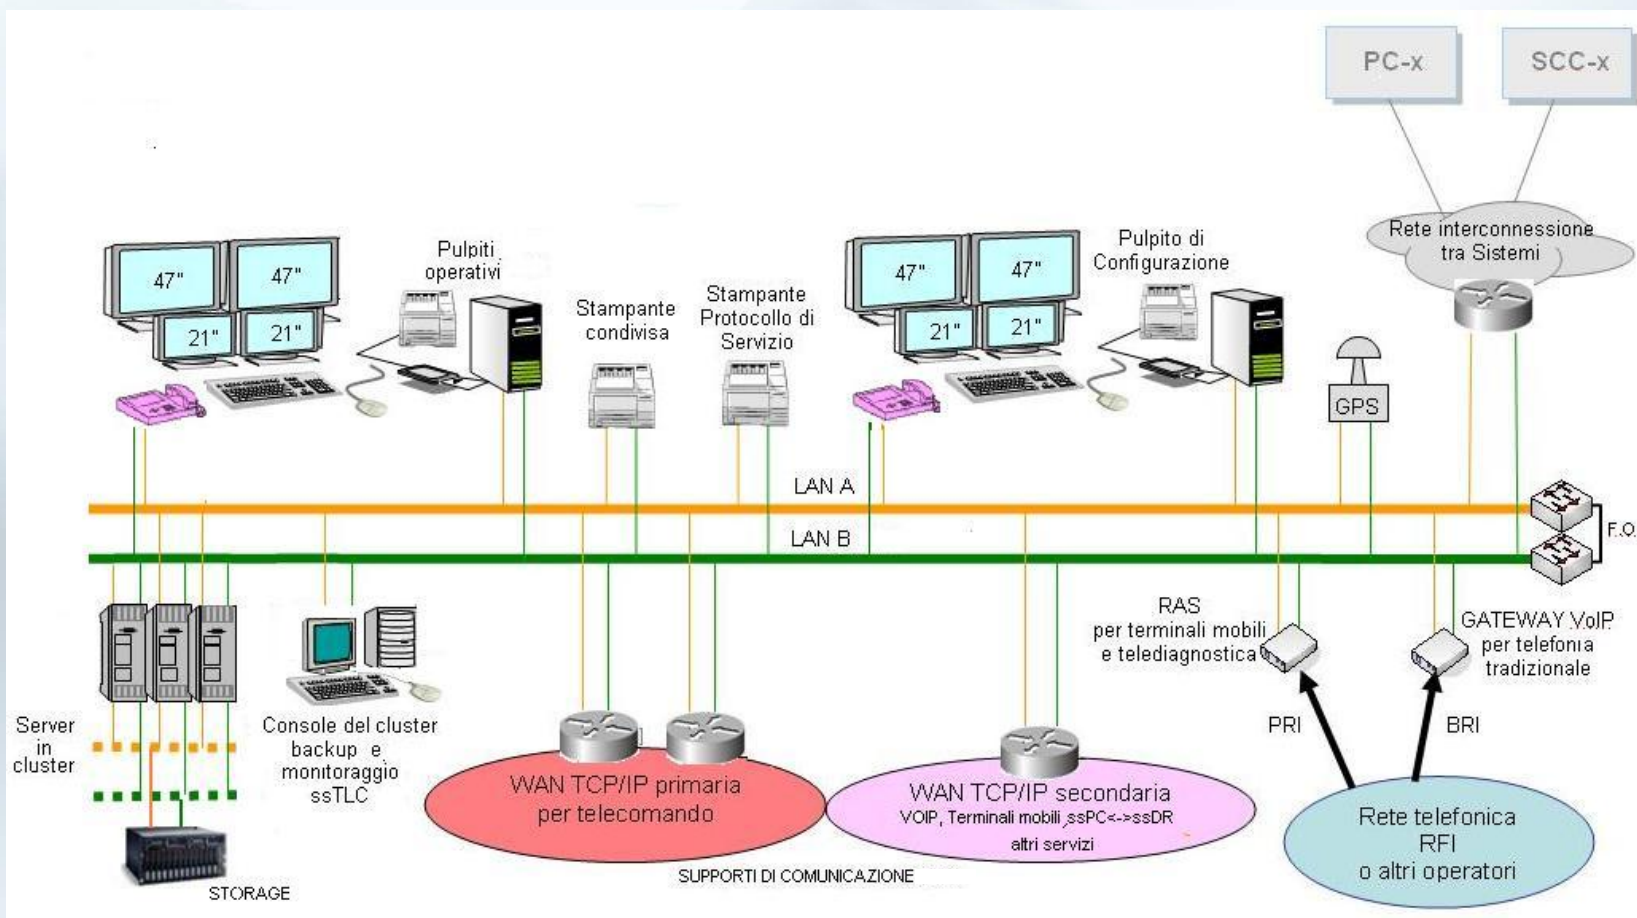 PC-x
SCC-x
Rete interconnessione
tra Sistemi
47"
47"
21"
21"
Pulpiti
operativi
Stampante
condivisa
Stampante
Protocollo di
Servizio
47"
47"
21"
21"
Pulpito di
Configurazione
GPS
LAN A
LAN B
F.O.
Server
in
cluster
Console del cluster
backup e
monitoraggio
ssTLC
RAS
per terminali mobili
e telediagnostica
GATEWAY VoIP
per telefonia
tradizionale
PRI
BRI
WAN TCP/IP primaria
per telecomando
WAN TCP/IP secondaria
VOIP, Terminali mobili ,ssPC<->ssDR
altri servizi
Rete telefonica
RFI
o altri operatori
SUPPORTI DI COMUNICAZIONE
STORAGE